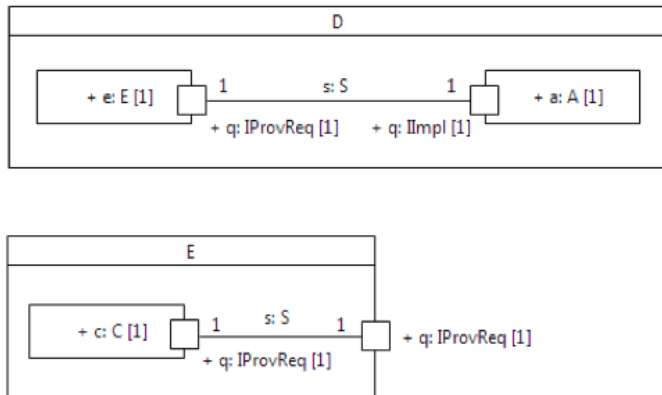 D
+ e: E [1]
1
s: S
1
+ a: A [1]
+ q: IProvReq [1]
+ q: IImpl [1]
E
+ c: C [1]
1
s: S
1
+ q: IProvReq [1]
+ q: IProvReq [1]